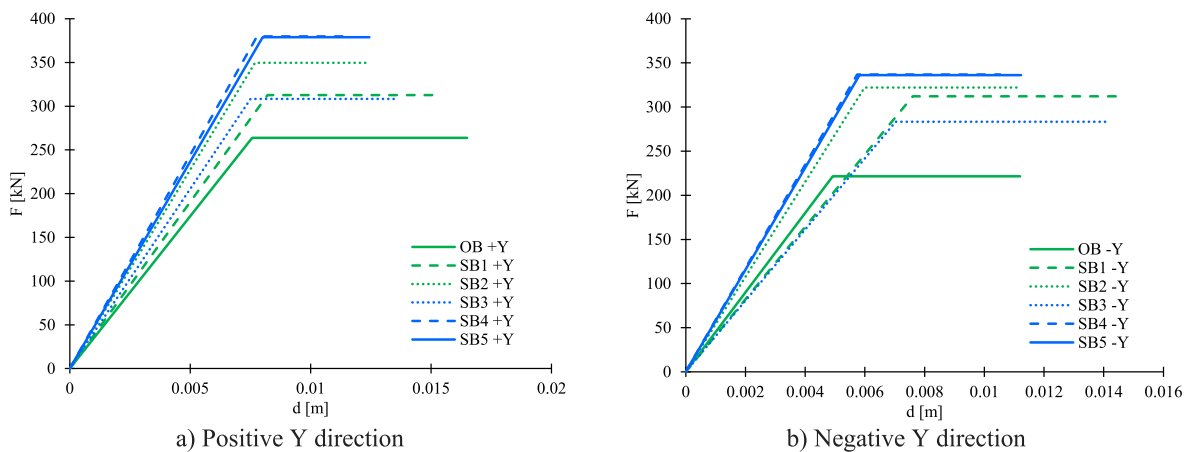 400
350
300
250
200
150
100
50
0
F [kN]
0
0.005
0.01
0.015
0.02
d [m]
OB +Y
SB1 +Y
SB2 +Y
SB3 +Y
SB4 +Y
SB5 +Y
a) Positive Y direction
400
350
300
250
200
150
100
50
0
F [kN]
0
0.002
0.004
0.006
0.008
0.01
0.012
0.014
0.016
d [m]
OB -Y
SB1 -Y
SB2 -Y
SB3 -Y
SB4 -Y
SB5 -Y
b) Negative Y direction